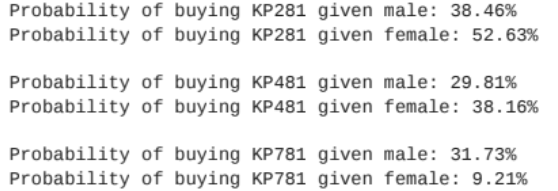 Probability of buying KP281 given male: 38.46%
Probability of buying KP281 given female: 52.63%
Probability of buying KP481 given male: 29.81%
Probability of buying KP481 given female: 38.16%
Probability of buying KP781 given male: 31.73%
Probability of buying KP781 given female: 9.21%